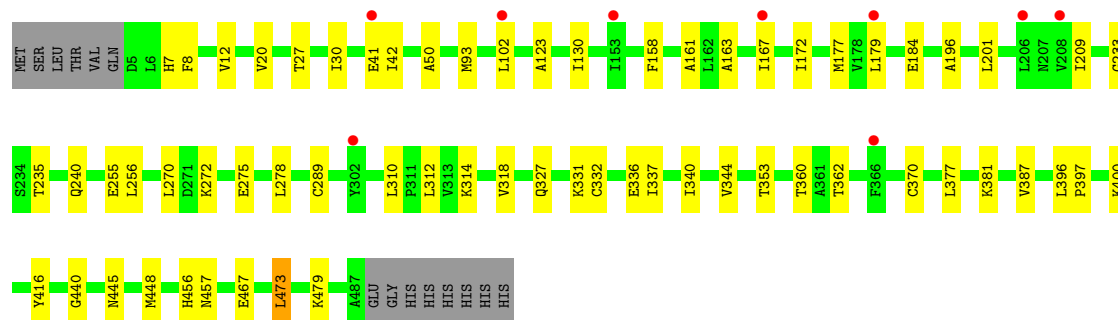 MET SER LEU THR VAL GLN D5 L6 H7 F8 V12 V20 T27 I30 E41 I42 A50 M93 L102 A123 I130 I153 F158 A161 L162 A163 I167 I172 M177 V178 L179 E184 A196 L201 L206 N207 V208 I209
S234 T235 Q240 E255 L256 L270 D271 K272 E275 L278 C289 Y302 L310 P311 L312 V313 K314 V318 Q327 K331 C332 E336 I337 I340 V344 T353 T360 A361 T362 F366 C370 L377 K381 V387 L396 P397
Y416 G440 N445 M448 H456 N457 E467 L473 K479 A487 GLU GLY HIS HIS HIS HIS HIS HIS